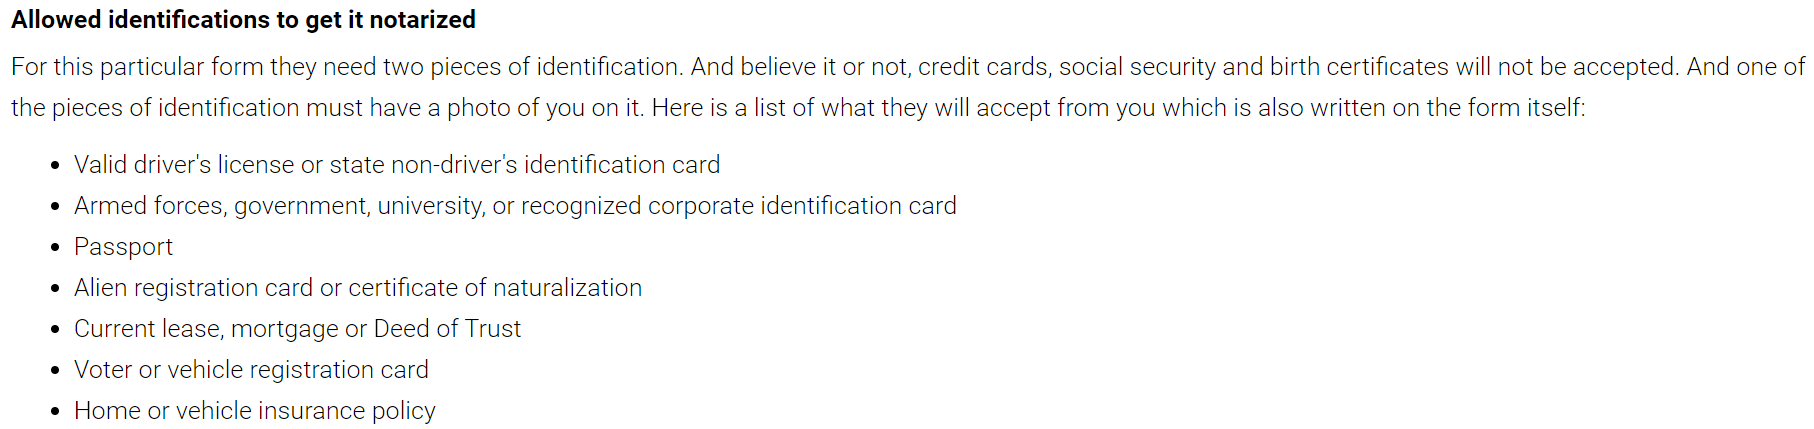 Allowed identifications to get it notarized
For this particular form they need two pieces of identification. And believe it or not, credit cards, social security and birth certificates will not be accepted. And one of
the pieces of identification must have a photo of you on it. Here is a list of what they will accept from you which is also written on the form itself:
• Valid driver's license or state non-driver's identification card
• Armed forces, government, university, or recognized corporate identification card
• Passport
• Alien registration card or certificate of naturalization
• Current lease, mortgage or Deed of Trust
• Voter or vehicle registration card
• Home or vehicle insurance policy